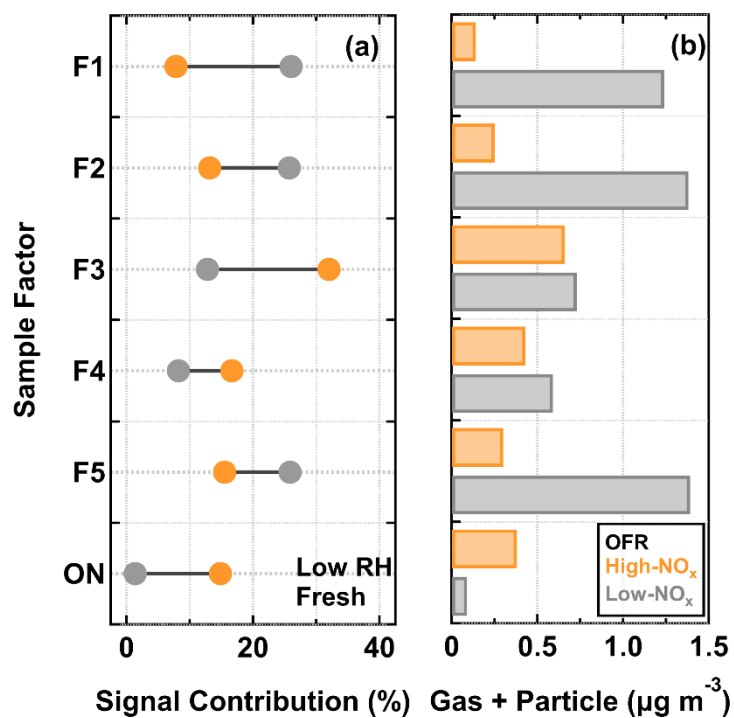 (a)
(b)
F1
F2
F3
F4
F5
ON
Sample Factor
Low RH
Fresh
OFR
High-NOₓ
Low-NOₓ
0 20 40
0 0.5 1.0 1.5
Signal Contribution (%)
Gas + Particle (µg m⁻³)